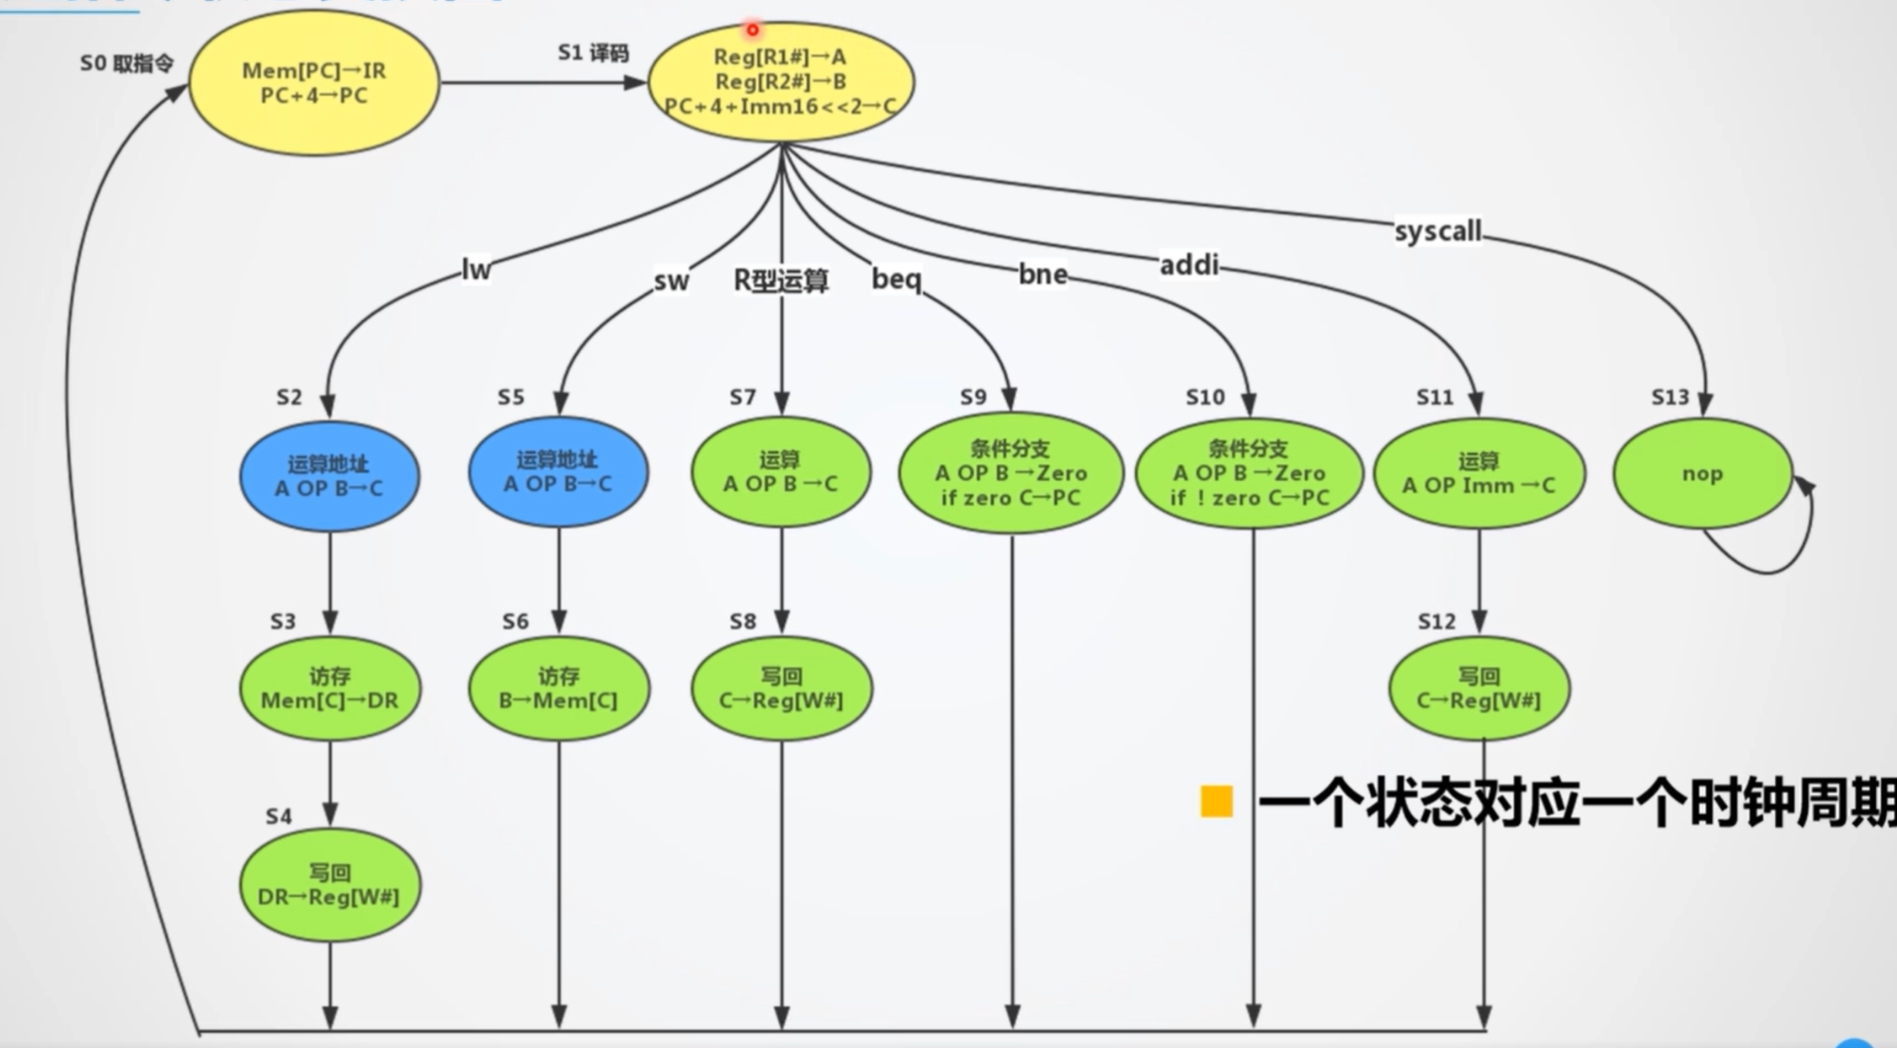 S0 取指令
Mem[PC]→IR
PC+4→PC
S1 译码
Reg[R1#]→A
Reg[R2#]→B
PC+4+Imm16<<2→C
lw
sw
R型运算
beq
bne
addi
syscall
S2
运算地址
A OP B→C
S5
运算地址
A OP B→C
S7
运算
A OP B →C
S9
条件分支
A OP B →Zero
if zero C→PC
S10
条件分支
A OP B →Zero
if ! zero C→PC
S11
运算
A OP Imm →C
S13
nop
S3
访存
Mem[C]→DR
S6
访存
B→Mem[C]
S8
写回
C→Reg[W#]
S12
写回
C→Reg[W#]
一个状态对应一个时钟周期
S4
写回
DR→Reg[W#]